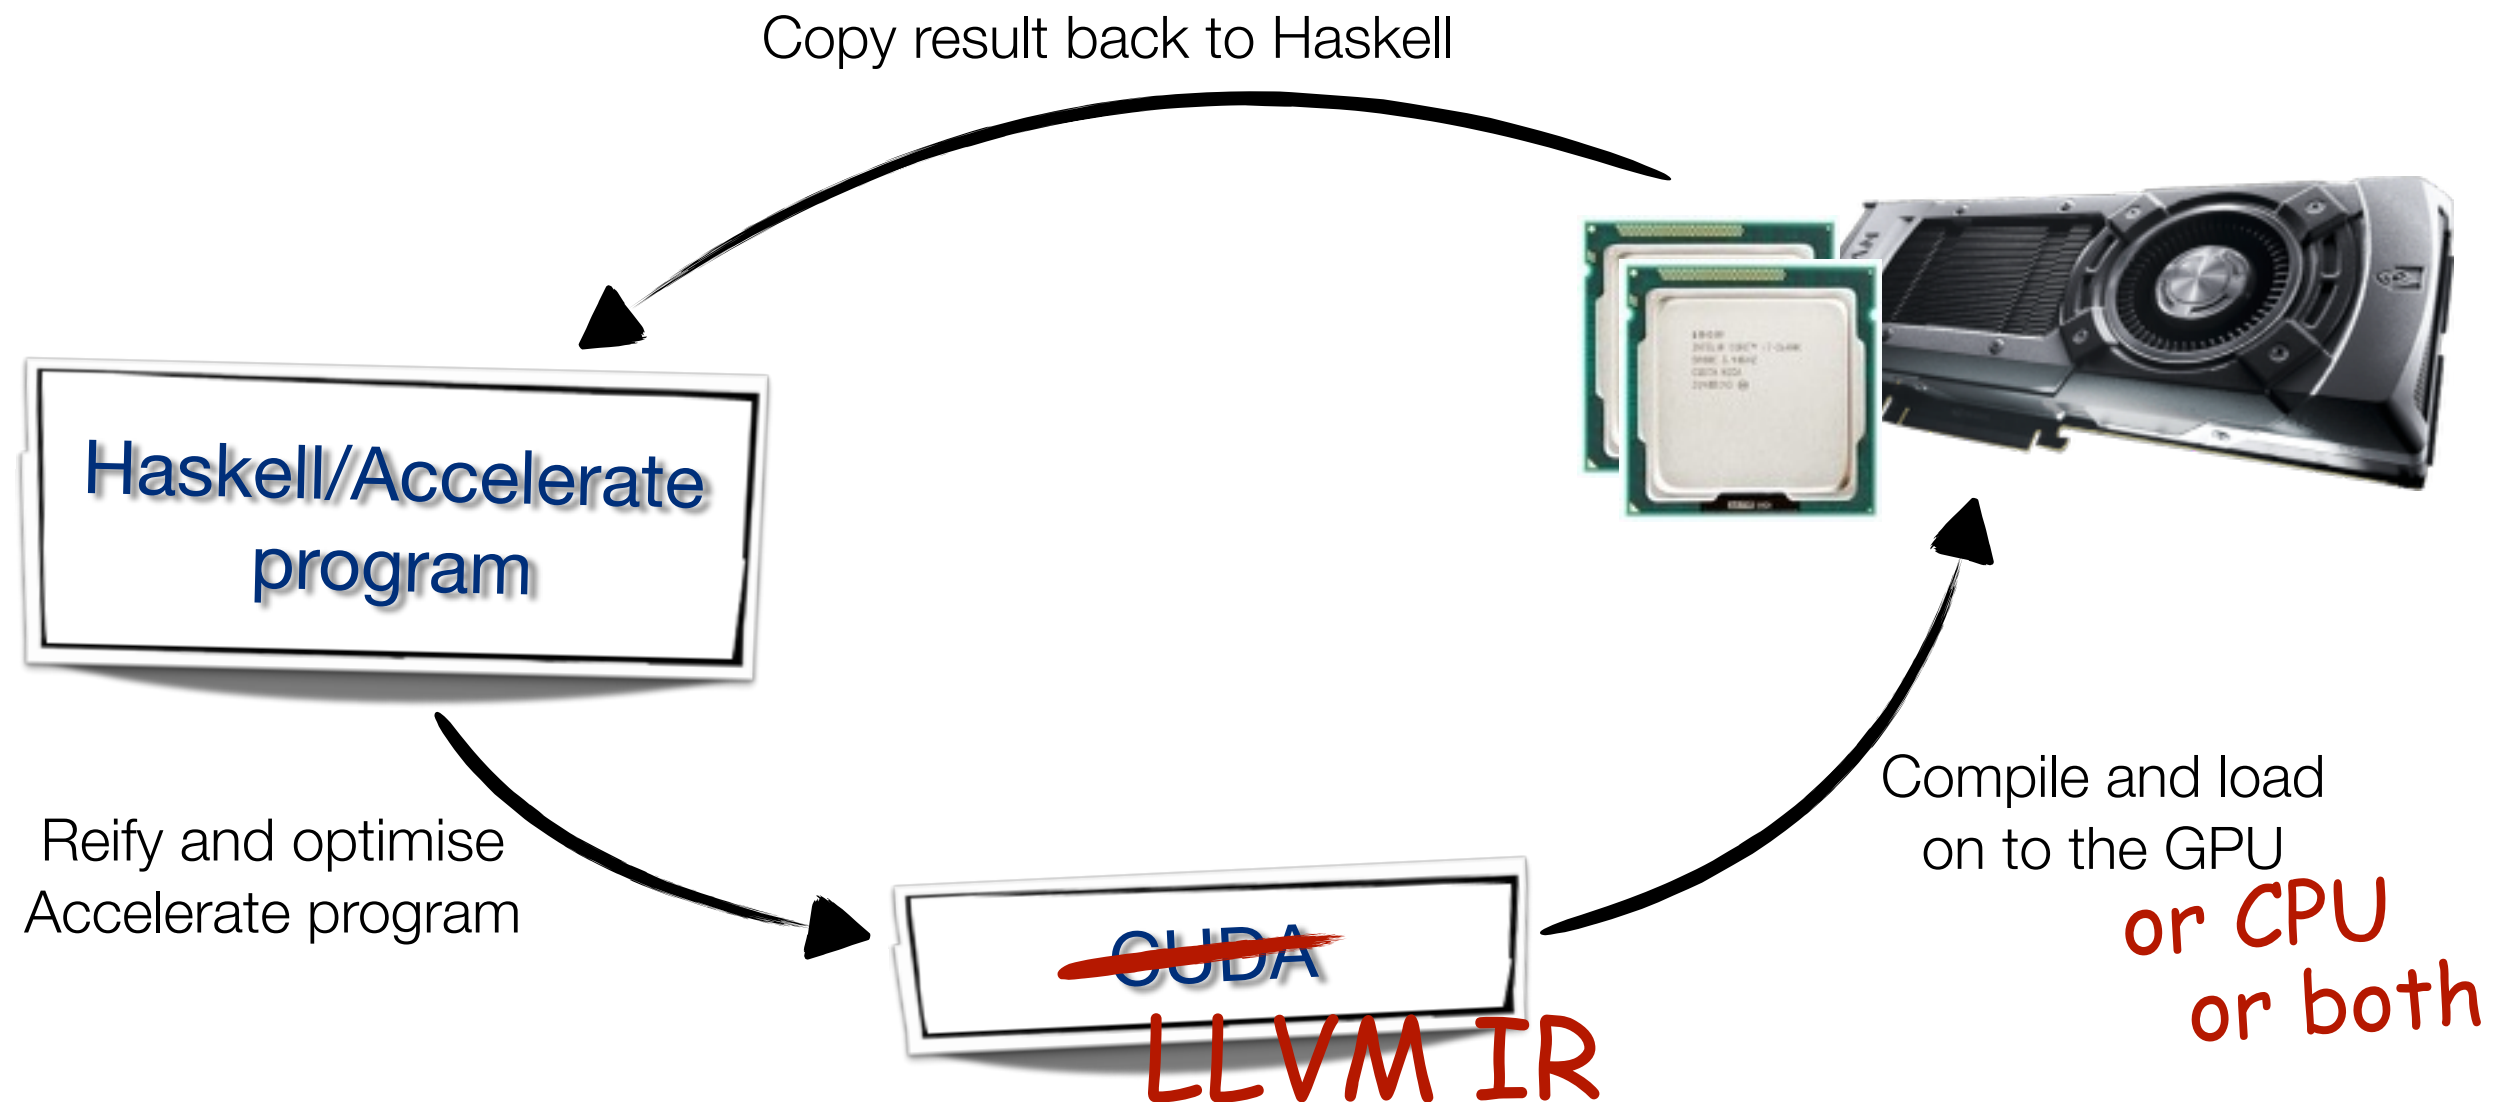 Copy result back to Haskell
Haskell/Accelerate
program
Reify and optimise
Accelerate program
CUDA
LLVM IR
Compile and load
on to the GPU
or CPU
or both